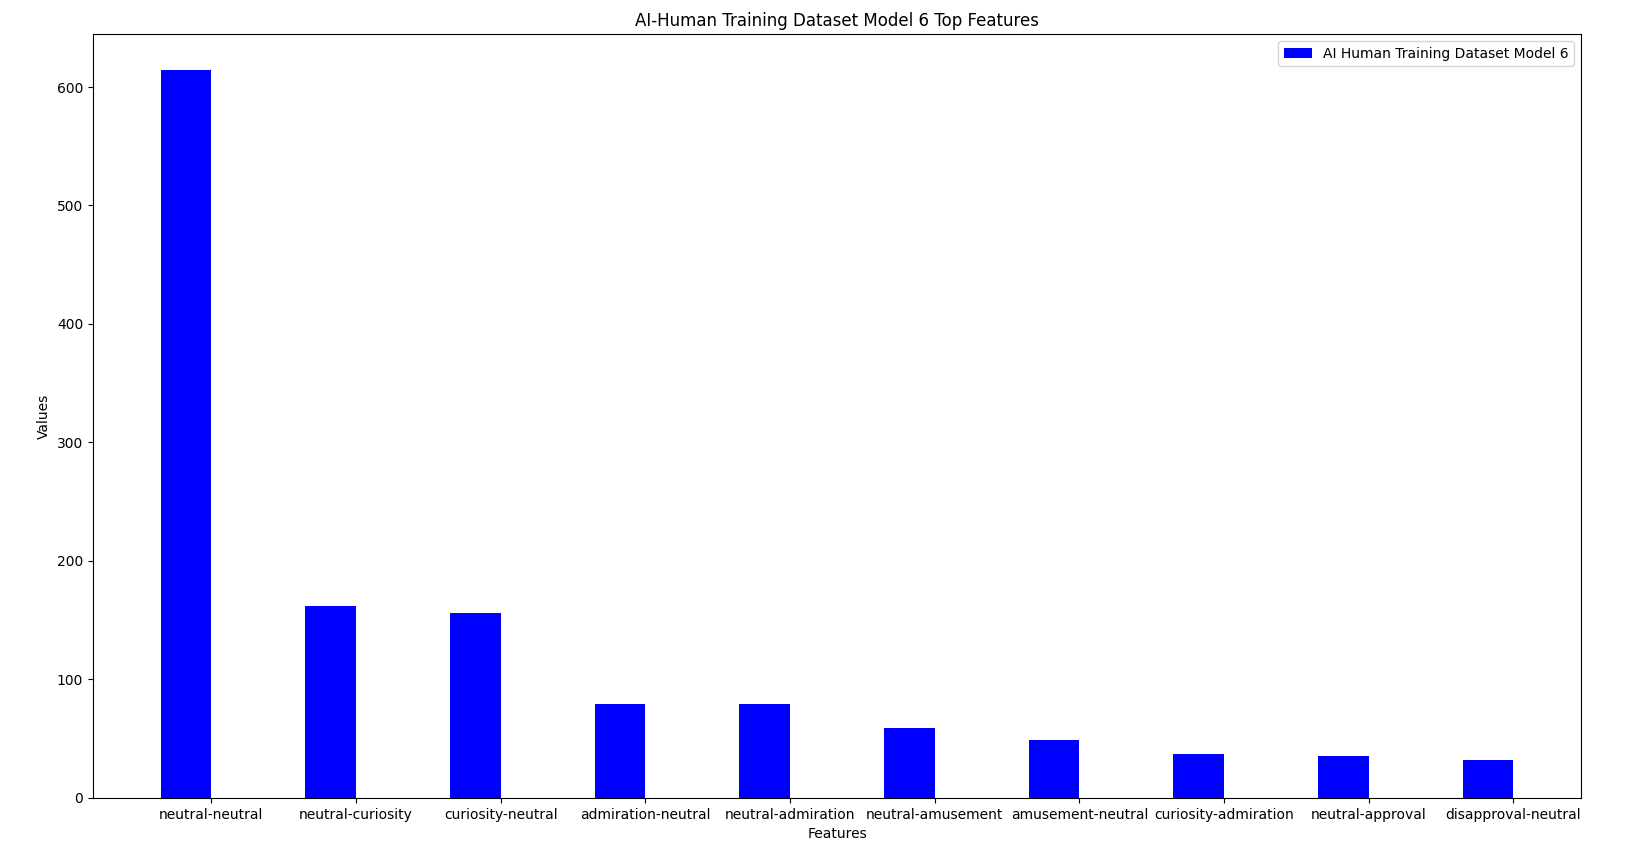 AI-Human Training Dataset Model 6 Top Features
AI Human Training Dataset Model 6
600
500
400
300
200
100
0
Values
neutral-neutral neutral-curiosity curiosity-neutral admiration-neutral neutral-admiration neutral-amusement amusement-neutral curiosity-admiration neutral-approval disapproval-neutral
Features